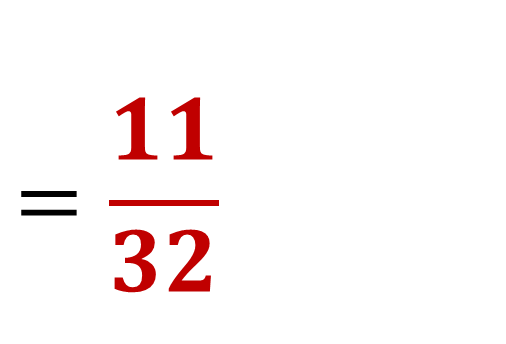 = 11/32